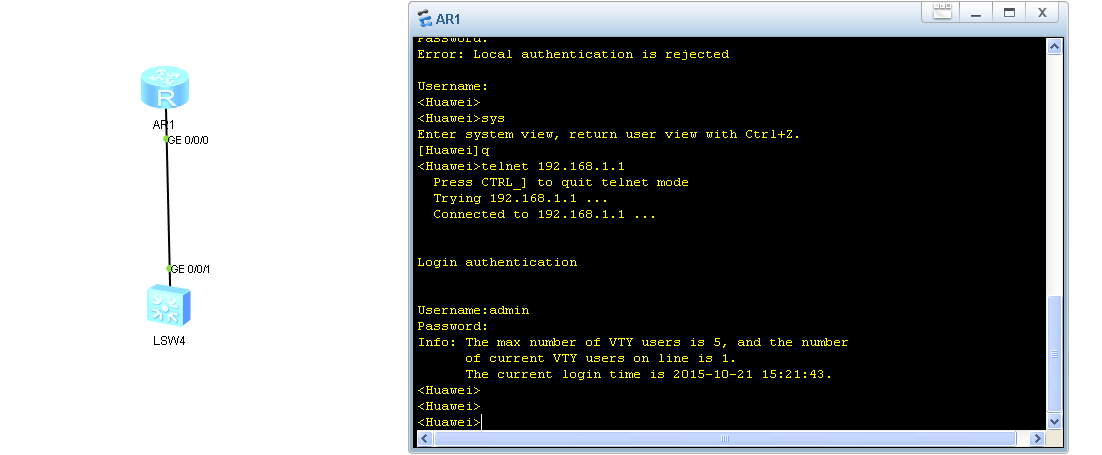 AR1
R
AR1
GE 0/0/0
GE 0/0/1
LSW4
Password:
Error: Local authentication is rejected
Username:
<Huawei>
<Huawei>sys
Enter system view, return user view with Ctrl+Z.
[Huawei]q
<Huawei>telnet 192.168.1.1
Press CTRL_] to quit telnet mode
Trying 192.168.1.1 ...
Connected to 192.168.1.1 ...
Login authentication
Username:admin
Password:
Info: The max number of VTY users is 5, and the number
of current VTY users on line is 1.
The current login time is 2015-10-21 15:21:43.
<Huawei>
<Huawei>
<Huawei>